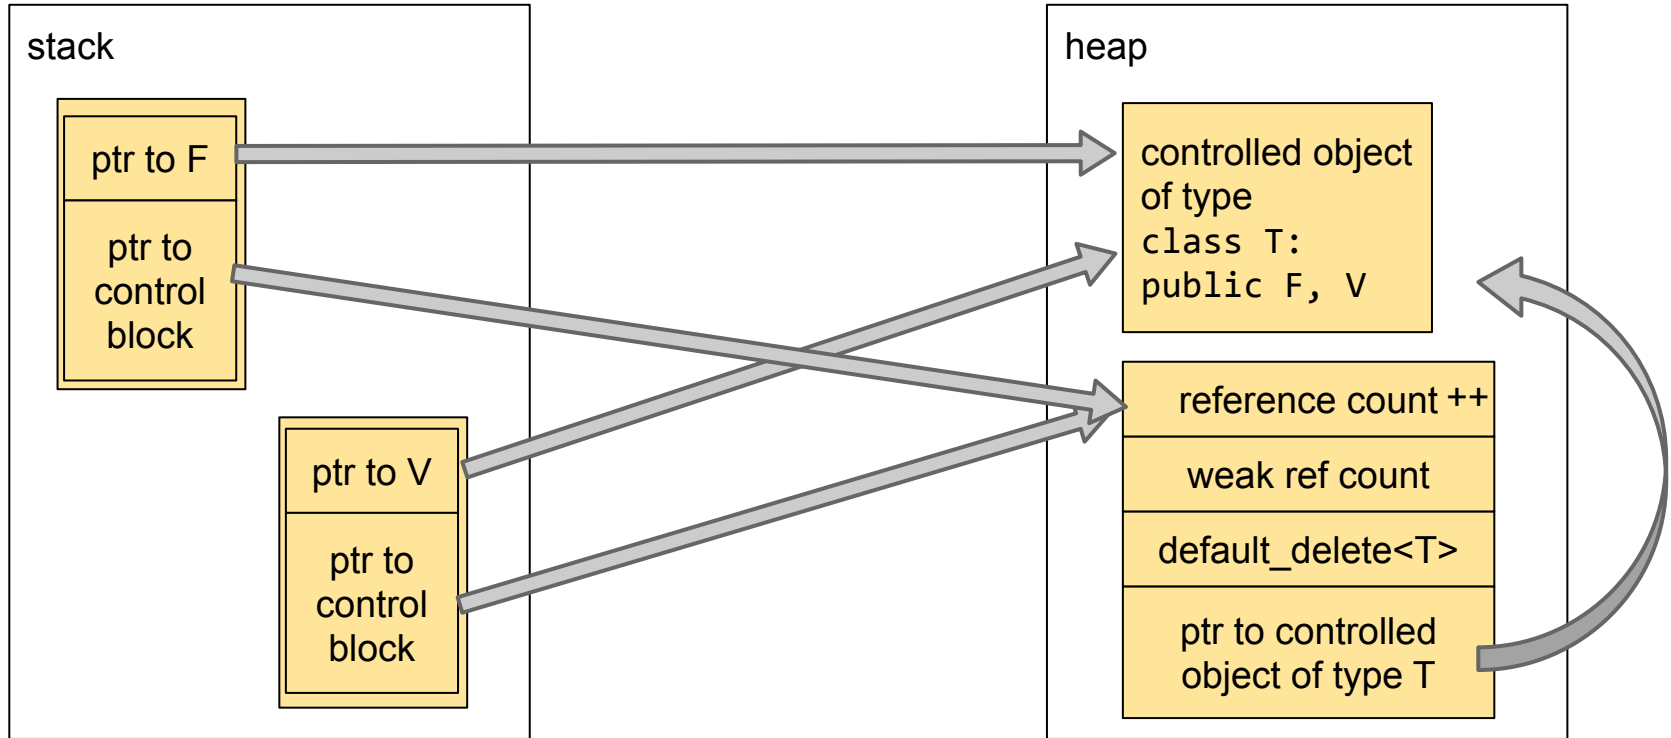 stack
ptr to F
ptr to
control
block
ptr to V
ptr to
control
block
heap
controlled object
of type
class T:
public F, V
reference count ++
weak ref count
default_delete<T>
ptr to controlled
object of type T